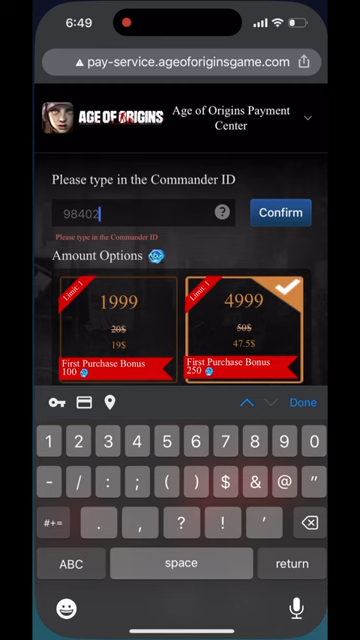 6:49
pay-service.ageoforiginsgame.com
AGE OF ORIGINS
Age of Origins Payment
Center
Please type in the Commander ID
98402
?
Confirm
Please type in the Commander ID
Amount Options
Limit: 1
1999
20$
19$
First Purchase Bonus
100
Limit: 1
4999
50$
47.5$
First Purchase Bonus
250
Done
1 2 3 4 5 6 7 8 9 0
- / : ; ( ) $ & @ "
#+= . , ? ! '
ABC space return